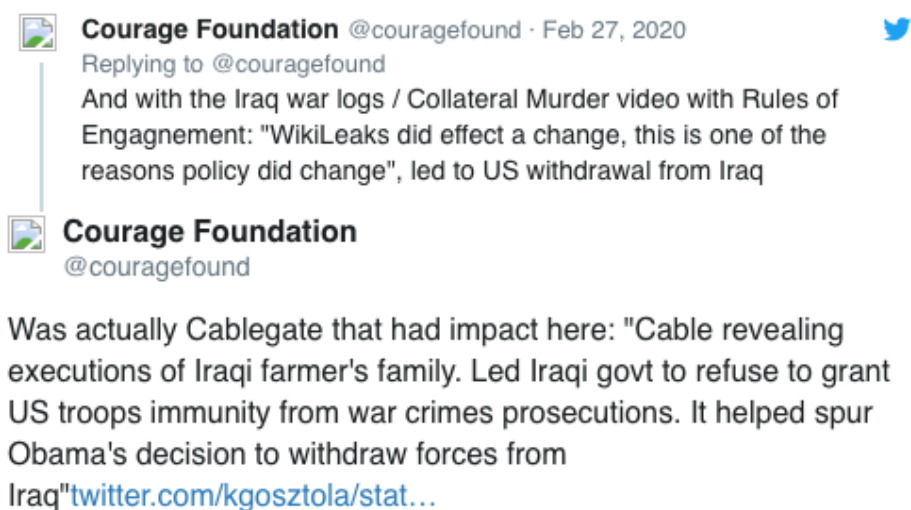 Courage Foundation @couragefound · Feb 27, 2020
Replying to @couragefound
And with the Iraq war logs / Collateral Murder video with Rules of
Engagnement: "WikiLeaks did effect a change, this is one of the
reasons policy did change", led to US withdrawal from Iraq
Courage Foundation
@couragefound
Was actually Cablegate that had impact here: "Cable revealing
executions of Iraqi farmer's family. Led Iraqi govt to refuse to grant
US troops immunity from war crimes prosecutions. It helped spur
Obama's decision to withdraw forces from
Iraq"twitter.com/kgosztola/stat…